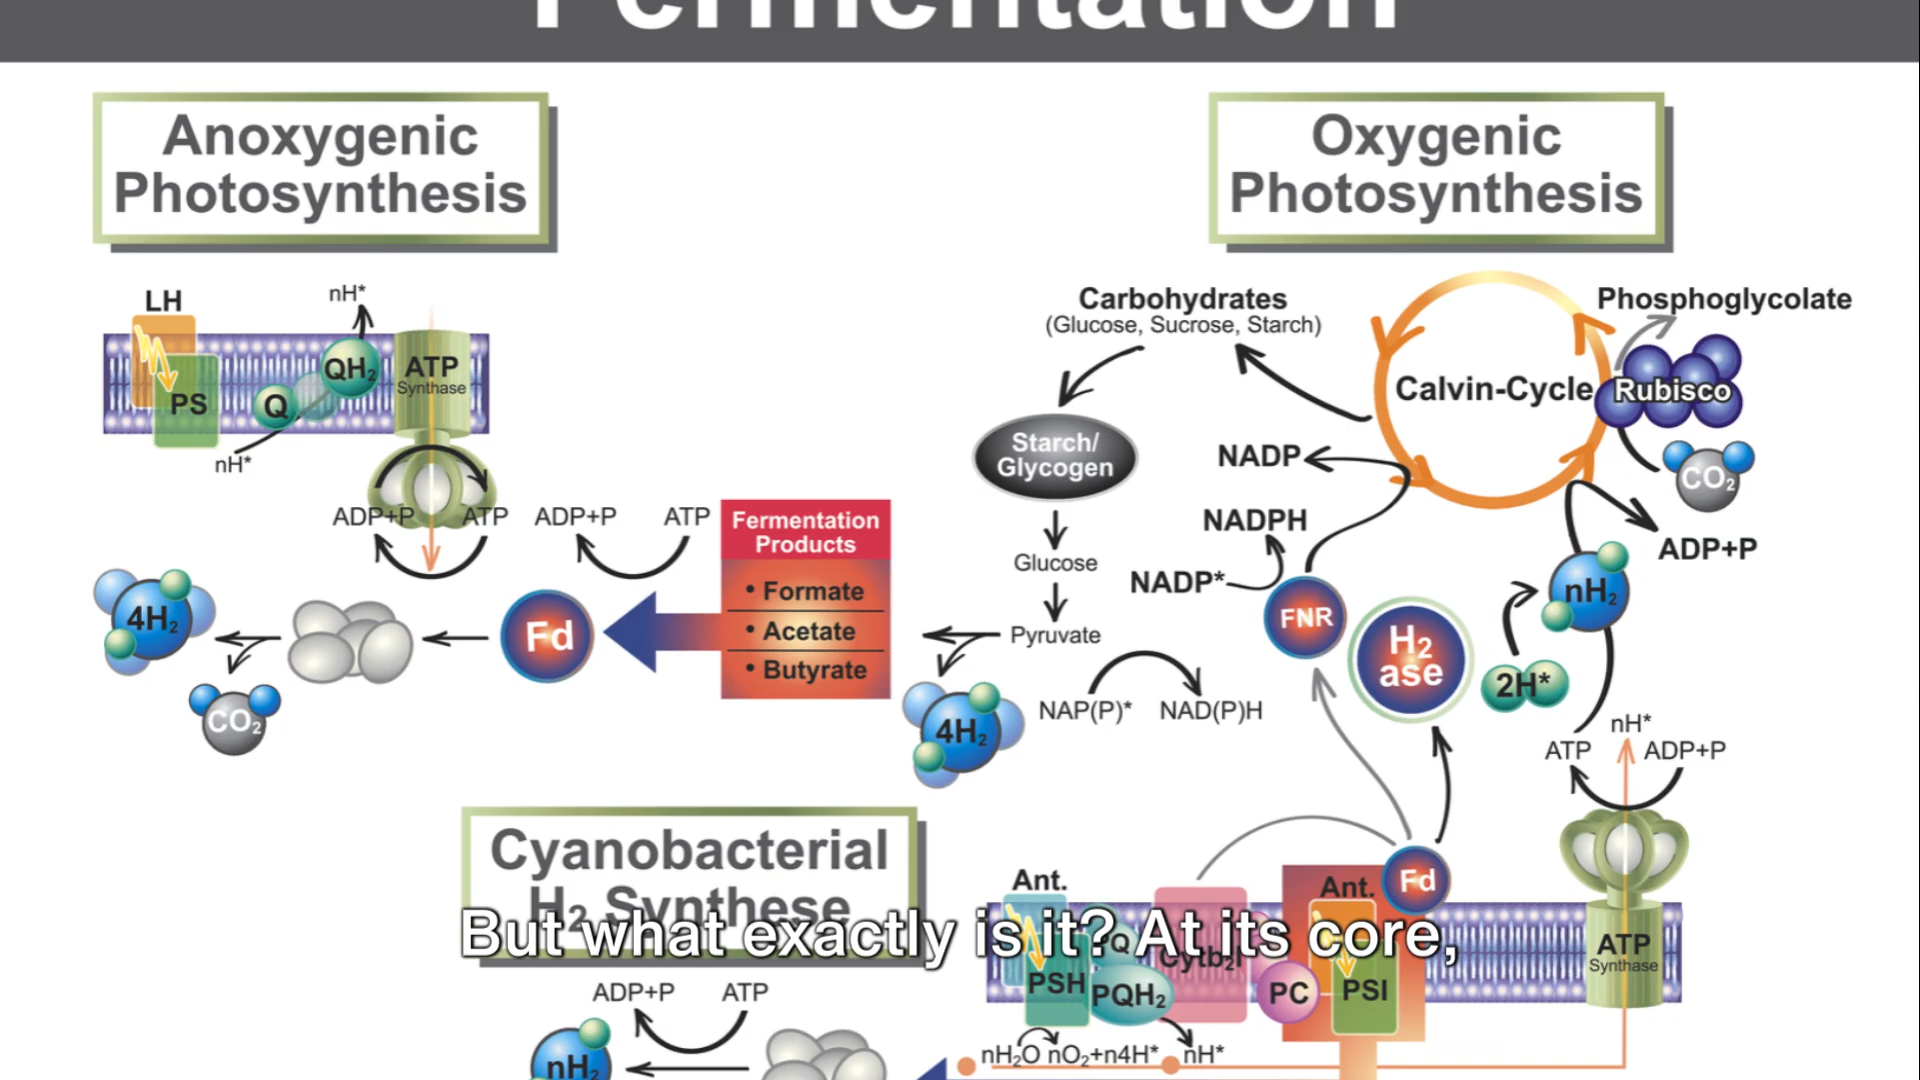 Fermentation
Anoxygenic
Photosynthesis
Oxygenic
Photosynthesis
LH
nH*
PS
Q
QH₂
ATP
Synthase
nH*
ADP+P
ATP
ADP+P
ATP
Fermentation
Products
• Formate
• Acetate
• Butyrate
4H₂
CO₂
Fd
Carbohydrates
(Glucose, Sucrose, Starch)
Starch/
Glycogen
Glucose
Pyruvate
4H₂
NAP(P)*
NAD(P)H
Calvin-Cycle
Phosphoglycolate
Rubisco
CO₂
NADP
NADPH
NADP*
ADP+P
FNR
H₂
ase
nH₂
2H*
nH*
ATP
ADP+P
Cyanobacterial
H₂ Synthese
Ant.
Ant.
Fd
PQ
PSH
PQH₂
PC
PSI
ATP
Synthase
nH₂O nO₂+n4H*
nH*
ADP+P
ATP
nH₂
But what exactly is it? At its core,